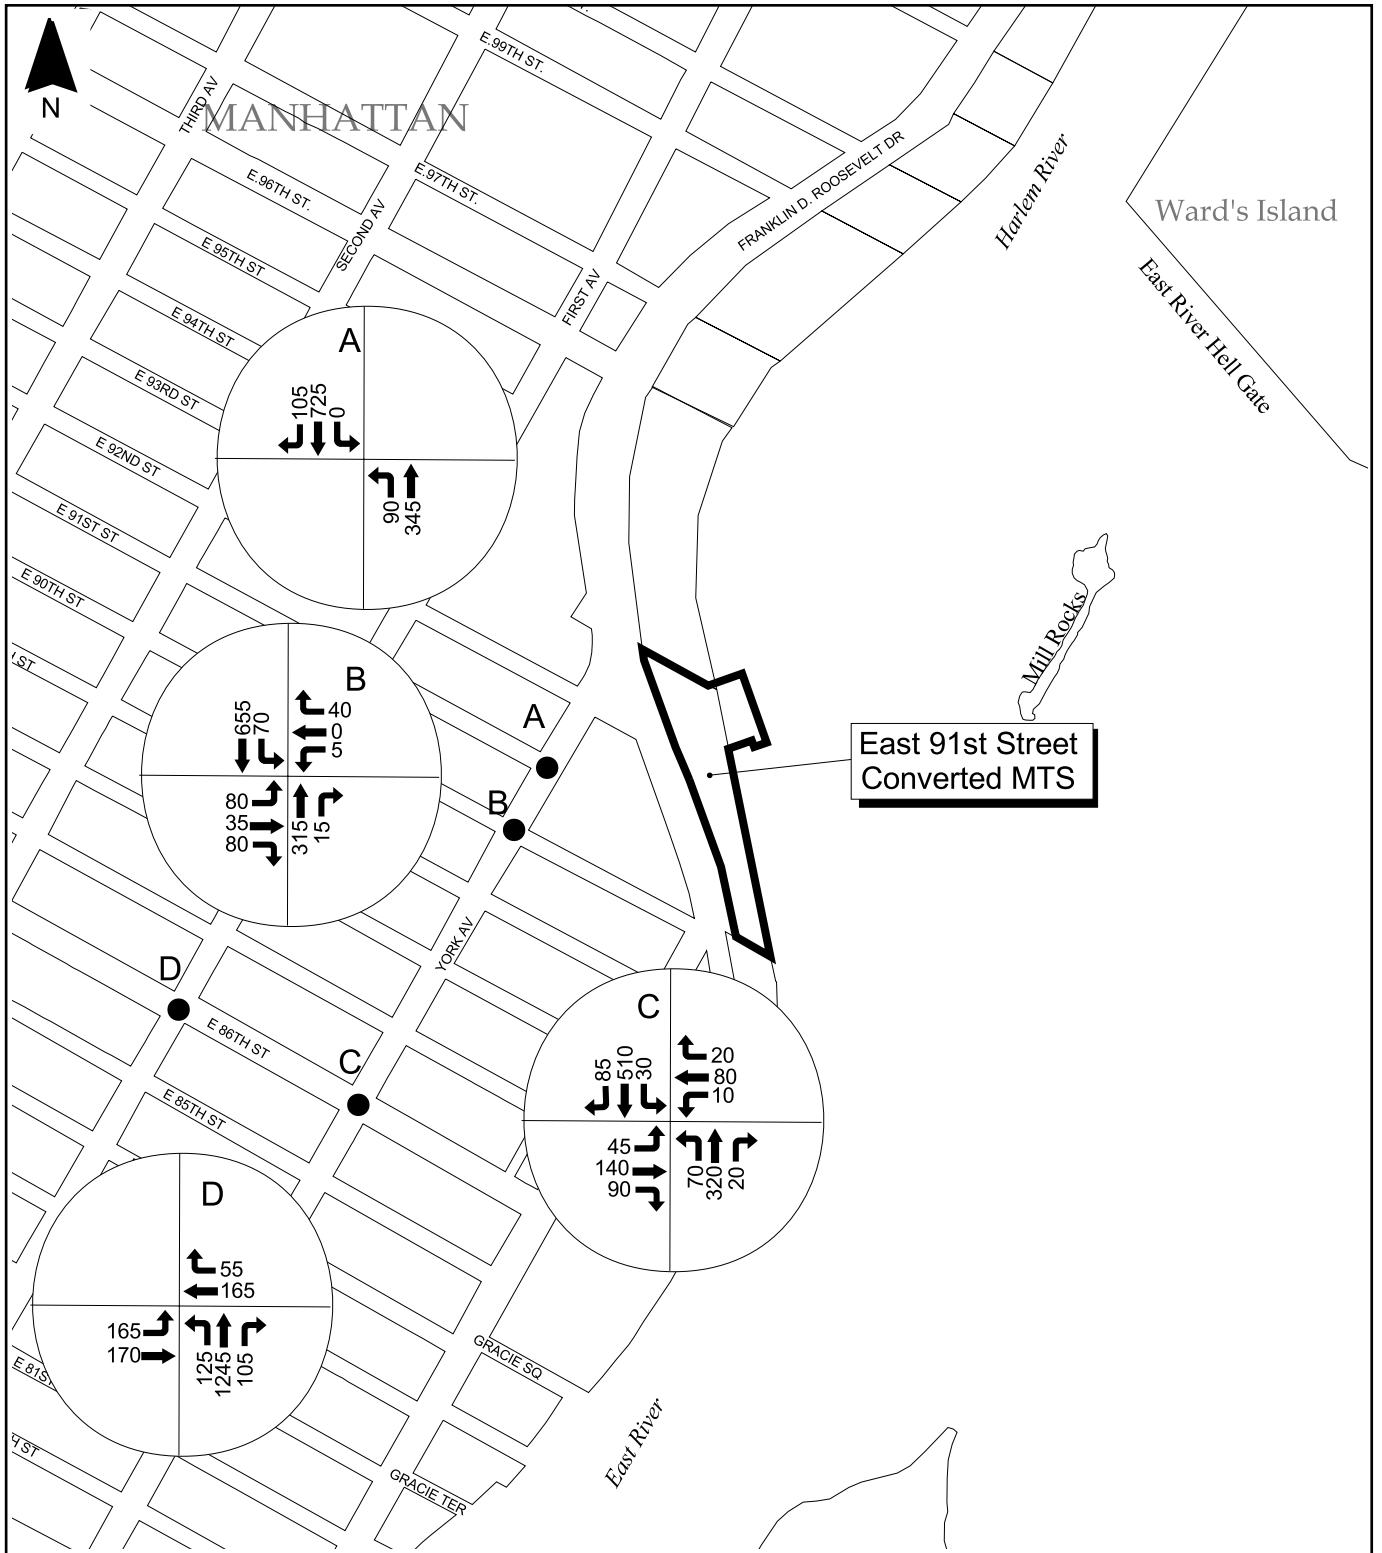 N
MANHATTAN
THIRD AV
E.99TH ST.
E.96TH ST.
E.97TH ST.
SECOND AV
E 95TH ST
FIRST AV
FRANKLIN D. ROOSEVELT DR
Harlem River
Ward's Island
East River Hell Gate
E 94TH ST
E 93RD ST
E 92ND ST
E 91ST ST
E 90TH ST
ST
A
105
725
0
90
345
Mill Rocks
B
655
70
40
0
5
80
35
80
315
15
A
B
East 91st Street
Converted MTS
YORK AV
D
E 86TH ST
C
E 85TH ST
C
85
510
30
20
80
10
45
140
90
70
320
20
D
55
165
165
170
125
1245
105
E 81ST
H ST
GRACIE SQ
GRACIE TER
East River